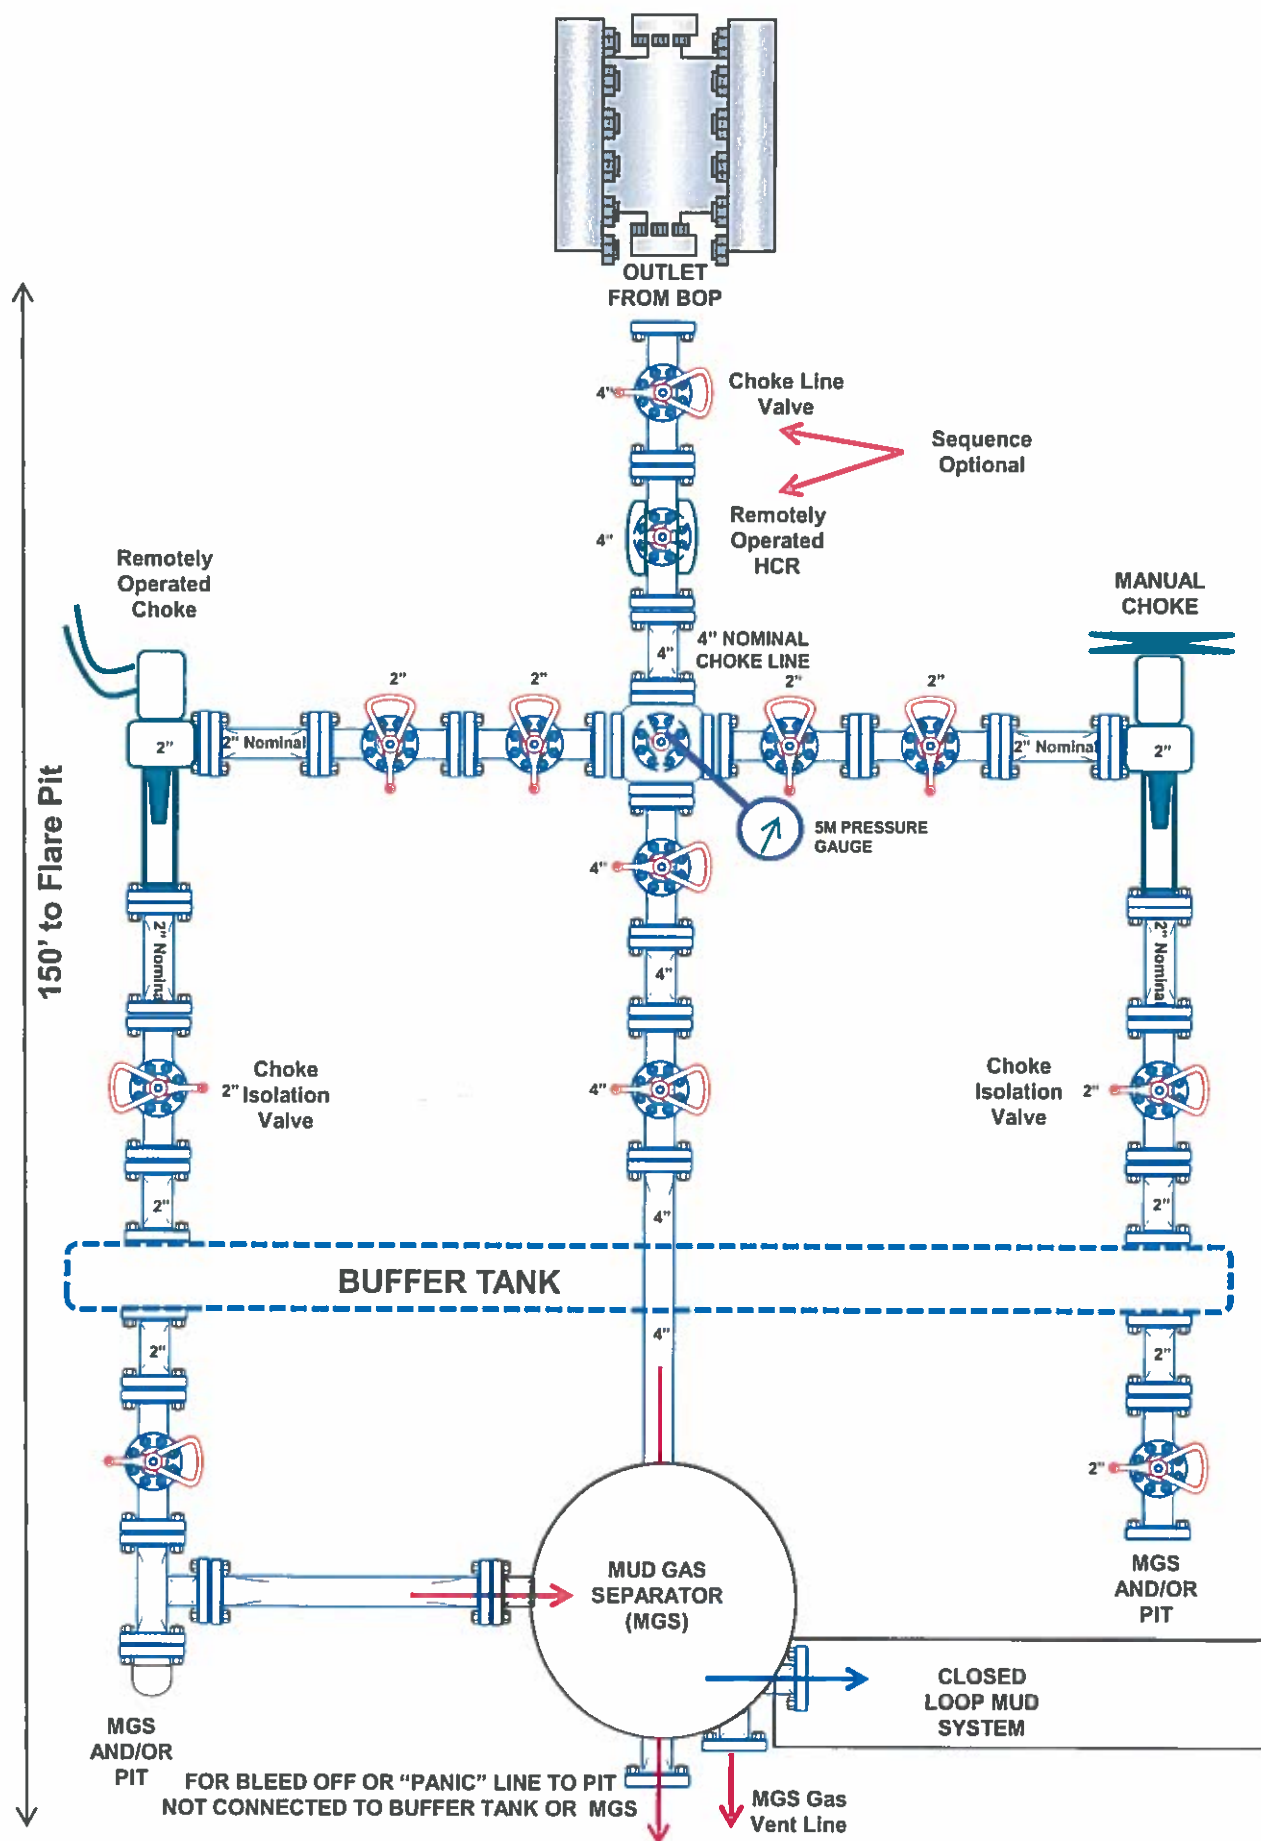 OUTLET
FROM BOP
4"
Choke Line
Valve
Sequence
Optional
4"
Remotely
Operated
HCR
Remotely
Operated
Choke
MANUAL
CHOKE
4"
4" NOMINAL
CHOKE LINE
2"
2"
2"
2"
2"
2" Nominal
2" Nominal
2"
5M PRESSURE
GAUGE
4"
150' to Flare Pit
2" Nominal
4"
2" Nominal
2"
Choke
Isolation
Valve
4"
Choke
Isolation
Valve
2"
2"
4"
2"
BUFFER TANK
2"
4"
2"
2"
MUD GAS
SEPARATOR
(MGS)
MGS
AND/OR
PIT
CLOSED
LOOP MUD
SYSTEM
MGS
AND/OR
PIT
FOR BLEED OFF OR "PANIC" LINE TO PIT
NOT CONNECTED TO BUFFER TANK OR MGS
MGS Gas
Vent Line